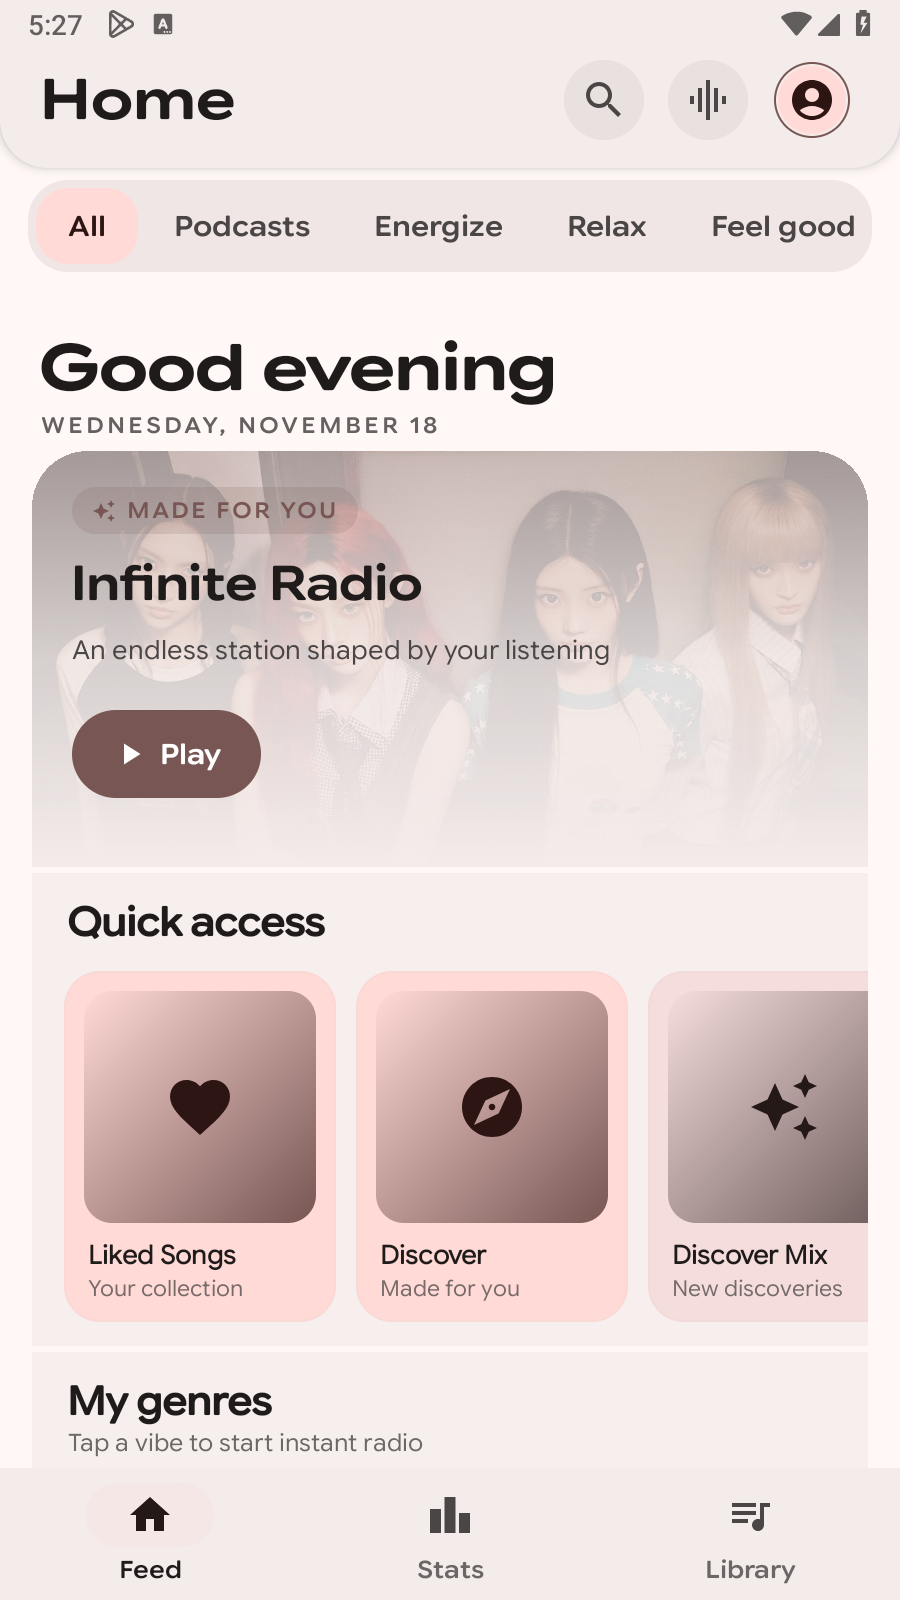 5:27
Home
All Podcasts Energize Relax Feel good
Good evening
WEDNESDAY, NOVEMBER 18
MADE FOR YOU
Infinite Radio
An endless station shaped by your listening
Play
Quick access
Liked Songs
Your collection
Discover
Made for you
Discover Mix
New discoveries
My genres
Tap a vibe to start instant radio
Feed Stats Library